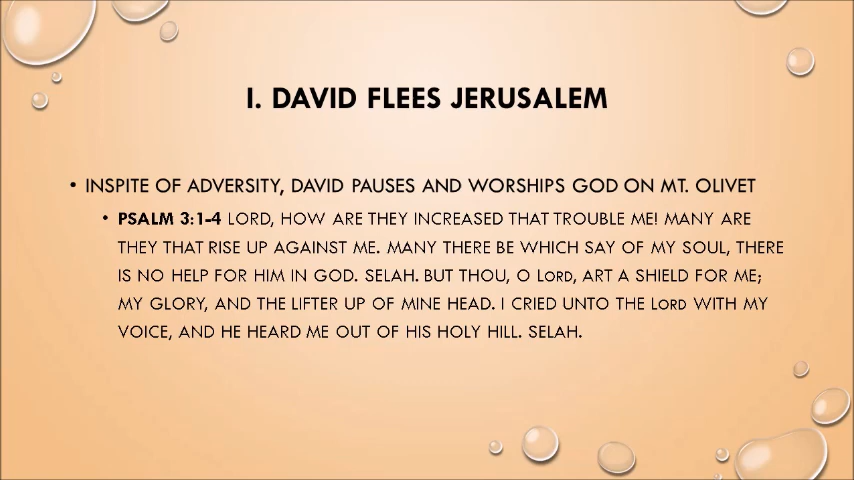 I. DAVID FLEES JERUSALEM
• INSPITE OF ADVERSITY, DAVID PAUSES AND WORSHIPS GOD ON MT. OLIVET
• PSALM 3:1-4 LORD, HOW ARE THEY INCREASED THAT TROUBLE ME! MANY ARE
THEY THAT RISE UP AGAINST ME. MANY THERE BE WHICH SAY OF MY SOUL, THERE
IS NO HELP FOR HIM IN GOD. SELAH. BUT THOU, O LORD, ART A SHIELD FOR ME;
MY GLORY, AND THE LIFTER UP OF MINE HEAD. I CRIED UNTO THE LORD WITH MY
VOICE, AND HE HEARD ME OUT OF HIS HOLY HILL. SELAH.